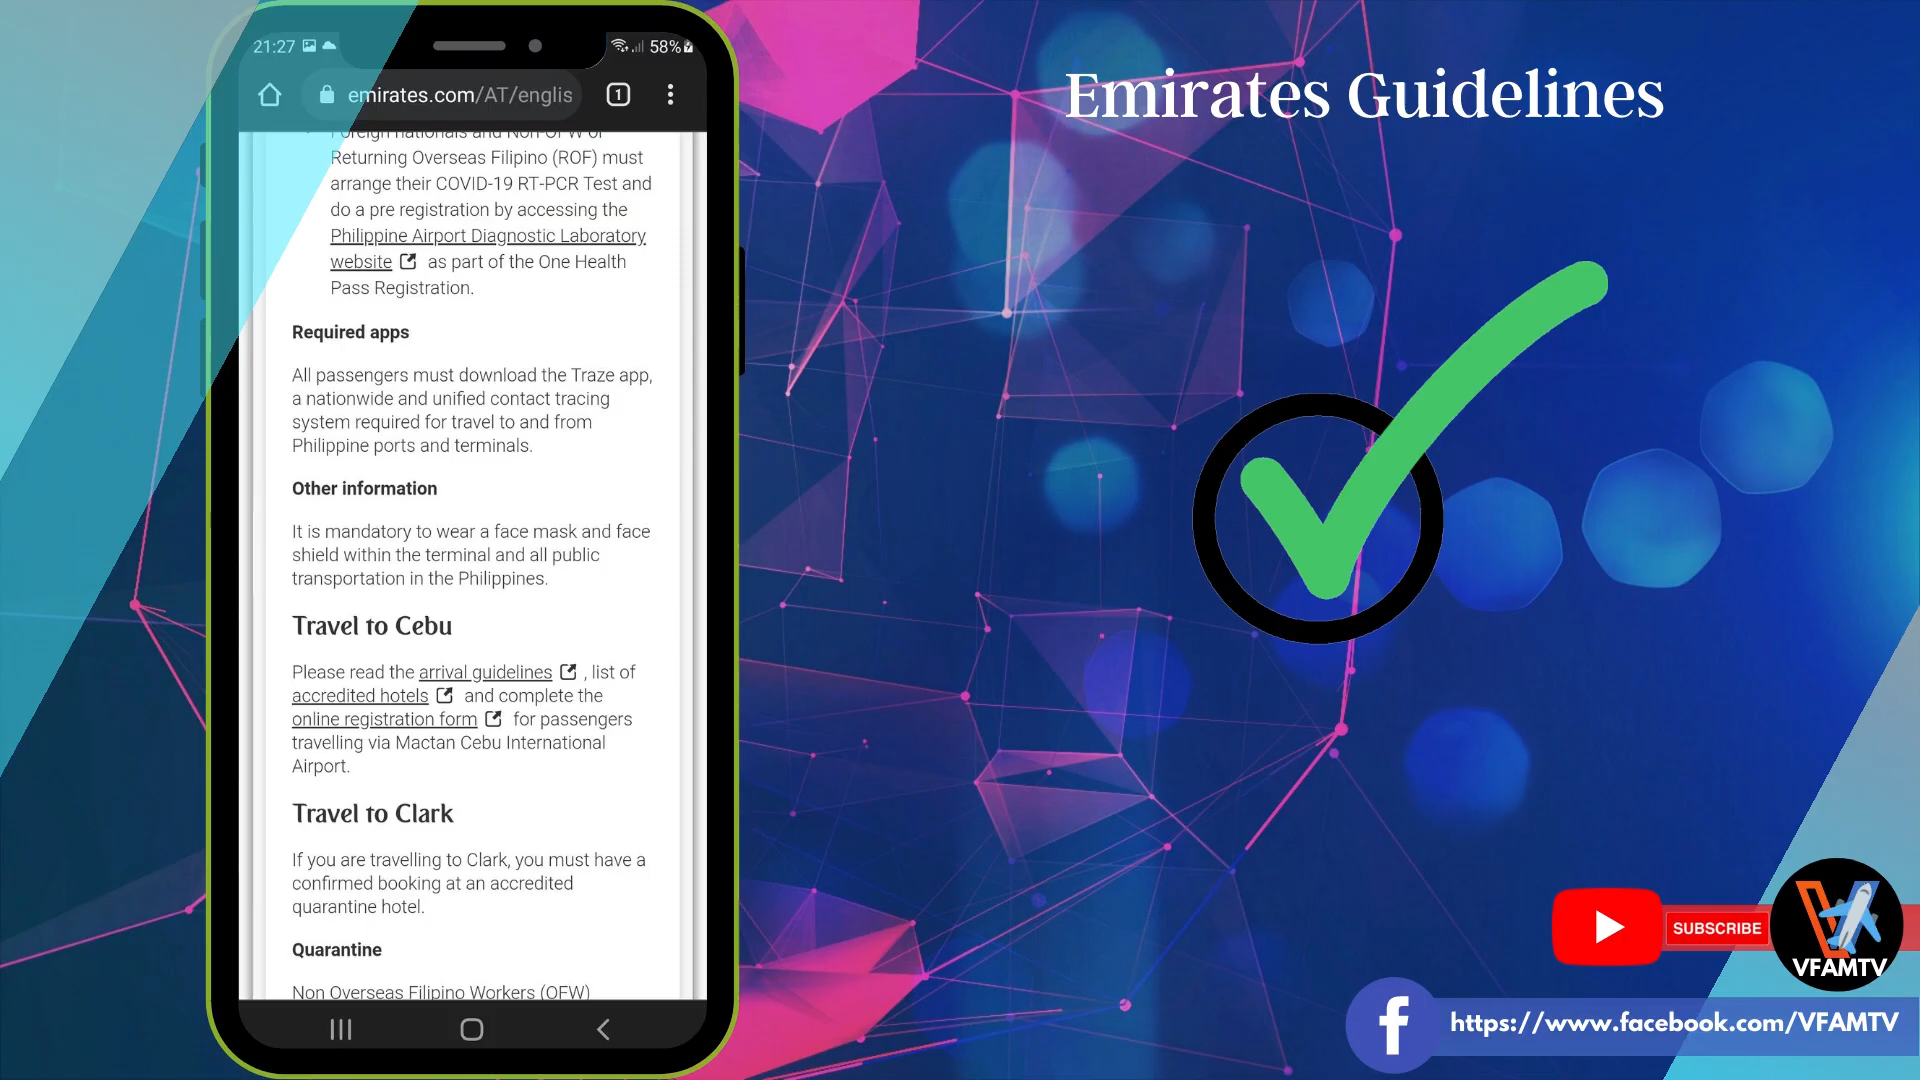 21:27
58%
emirates.com/AT/englis
1
Foreign nationals and Non-OFW or
Returning Overseas Filipino (ROF) must
arrange their COVID-19 RT-PCR Test and
do a pre registration by accessing the
Philippine Airport Diagnostic Laboratory
website as part of the One Health
Pass Registration.
Required apps
All passengers must download the Traze app,
a nationwide and unified contact tracing
system required for travel to and from
Philippine ports and terminals.
Other information
It is mandatory to wear a face mask and face
shield within the terminal and all public
transportation in the Philippines.
Travel to Cebu
Please read the arrival guidelines , list of
accredited hotels and complete the
online registration form for passengers
travelling via Mactan Cebu International
Airport.
Travel to Clark
If you are travelling to Clark, you must have a
confirmed booking at an accredited
quarantine hotel.
Quarantine
Non Overseas Filipino Workers (OFW)
Emirates Guidelines
SUBSCRIBE
VFAMTV
https://www.facebook.com/VFAMTV